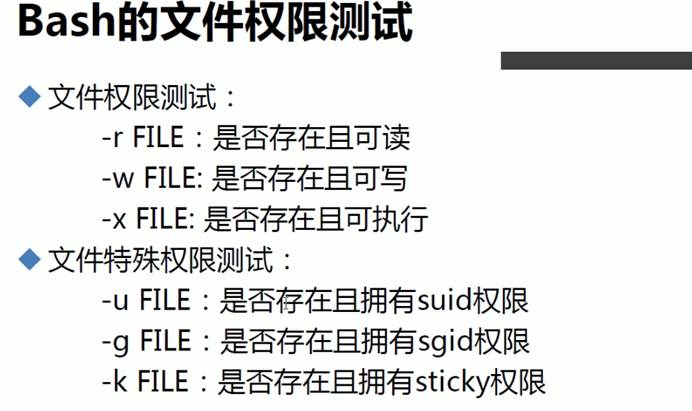 Bash的文件权限测试
文件权限测试：
-r FILE：是否存在且可读
-w FILE: 是否存在且可写
-x FILE: 是否存在且可执行
文件特殊权限测试：
-u FILE：是否存在且拥有suid权限
-g FILE：是否存在且拥有sgid权限
-k FILE：是否存在且拥有sticky权限